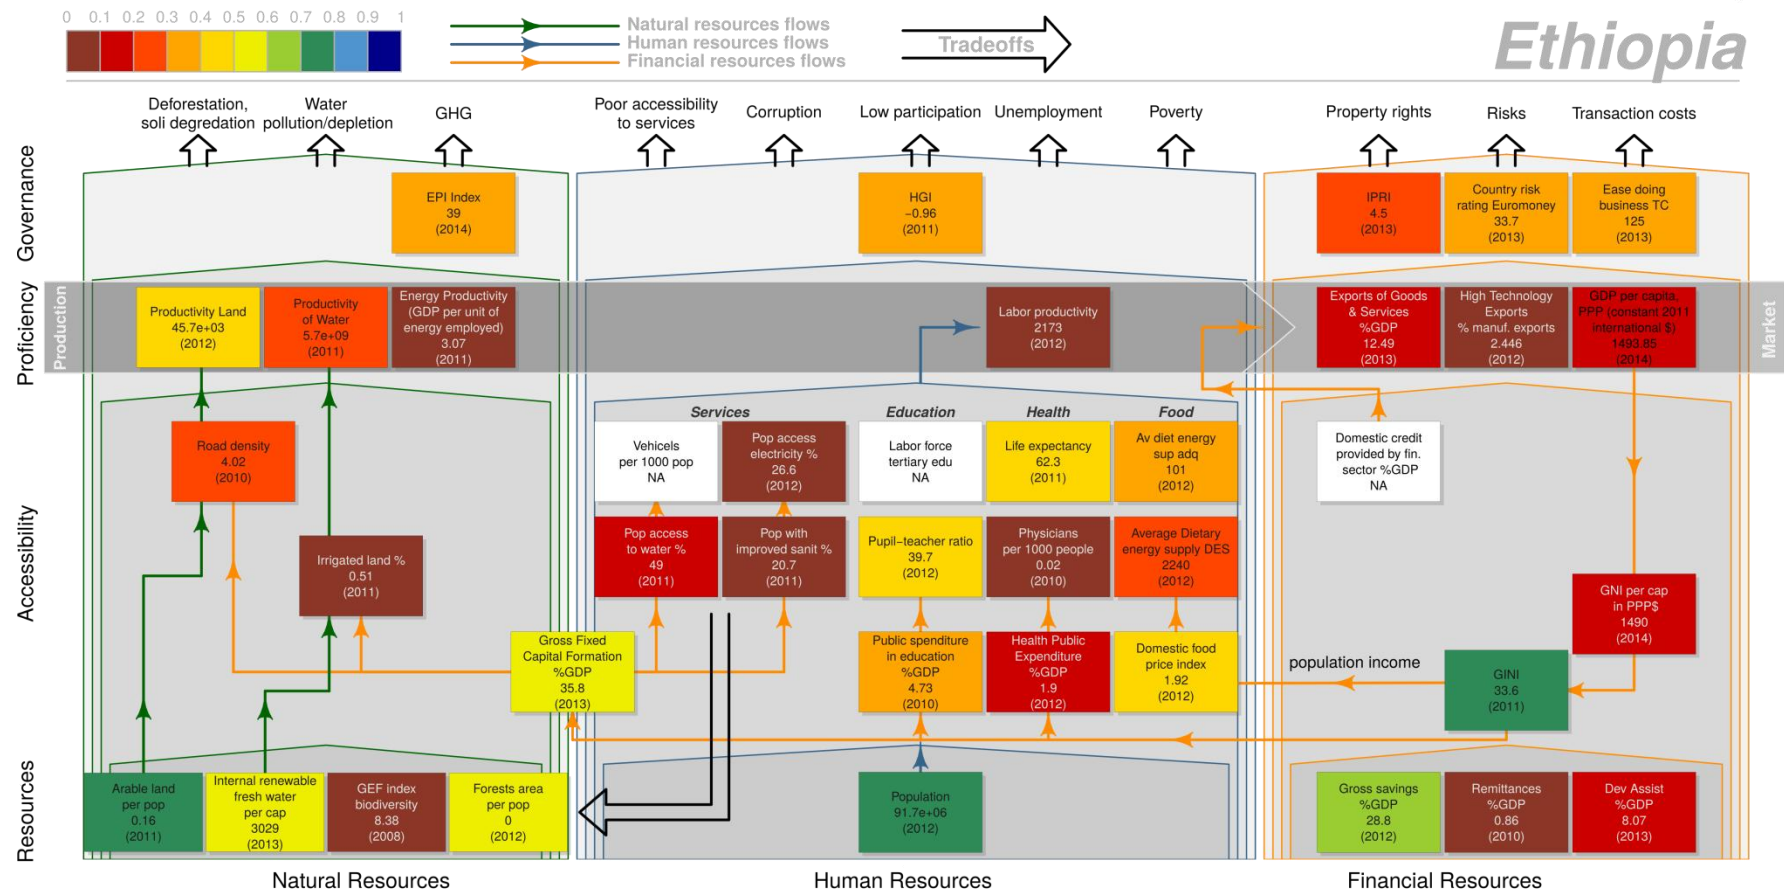 0 0.1 0.2 0.3 0.4 0.5 0.6 0.7 0.8 0.9 1
Natural resources flows
Human resources flows
Financial resources flows
Tradeoffs
Ethiopia
Deforestation,
soli degredation
Water
pollution/depletion
GHG
Poor accessibility
to services
Corruption
Low participation
Unemployment
Poverty
Property rights
Risks
Transaction costs
Governance
EPI Index
39
(2014)
HGI
−0.96
(2011)
IPRI
4.5
(2013)
Country risk
rating Euromoney
33.7
(2013)
Ease doing
business TC
125
(2013)
Proficiency
Production
Productivity Land
45.7e+03
(2012)
Productivity
of Water
5.7e+09
(2011)
Energy Productivity
(GDP per unit of
energy employed)
3.07
(2011)
Labor productivity
2173
(2012)
Exports of Goods
& Services
%GDP
12.49
(2013)
High Technology
Exports
% manuf. exports
2.446
(2012)
GDP per capita,
PPP (constant 2011
international $)
1493.85
(2014)
Market
Accessibility
Services
Education
Health
Food
Road density
4.02
(2010)
Vehicels
per 1000 pop
NA
Pop access
electricity %
26.6
(2012)
Labor force
tertiary edu
NA
Life expectancy
62.3
(2011)
Av diet energy
sup adq
101
(2012)
Domestic credit
provided by fin.
sector %GDP
NA
Irrigated land %
0.51
(2011)
Pop access
to water %
49
(2011)
Pop with
improved sanit %
20.7
(2011)
Pupil−teacher ratio
39.7
(2012)
Physicians
per 1000 people
0.02
(2010)
Average Dietary
energy supply DES
2240
(2012)
GNI per cap
in PPP$
1490
(2014)
Gross Fixed
Capital Formation
%GDP
35.8
(2013)
Public spenditure
in education
%GDP
4.73
(2010)
Health Public
Expenditure
%GDP
1.9
(2012)
Domestic food
price index
1.92
(2012)
population income
GINI
33.6
(2011)
Resources
Arable land
per pop
0.16
(2011)
Internal renewable
fresh water
per cap
3029
(2013)
GEF index
biodiversity
8.38
(2008)
Forests area
per pop
0
(2012)
Population
91.7e+06
(2012)
Gross savings
%GDP
28.8
(2012)
Remittances
%GDP
0.86
(2010)
Dev Assist
%GDP
8.07
(2013)
Natural Resources
Human Resources
Financial Resources